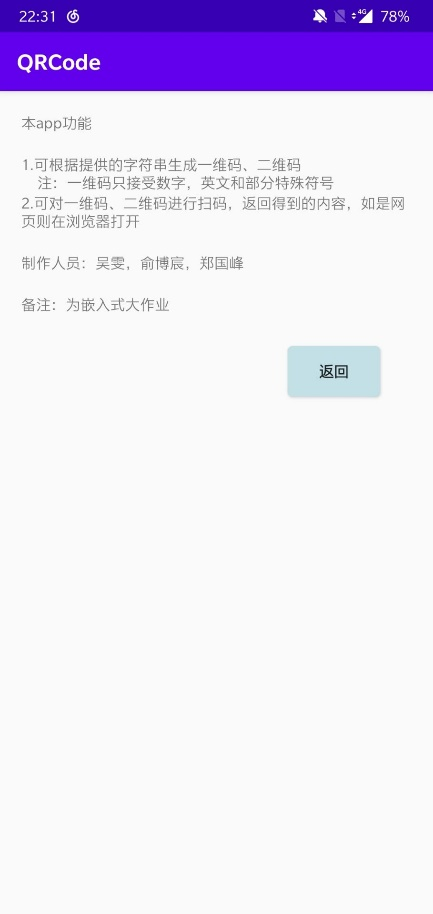 22:31 4G 78%
QRCode
本app功能
1.可根据提供的字符串生成一维码、二维码
注：一维码只接受数字，英文和部分特殊符号
2.可对一维码、二维码进行扫码，返回得到的内容，如是网
页则在浏览器打开
制作人员：吴雯，俞博宸，郑国峰
备注：为嵌入式大作业
返回